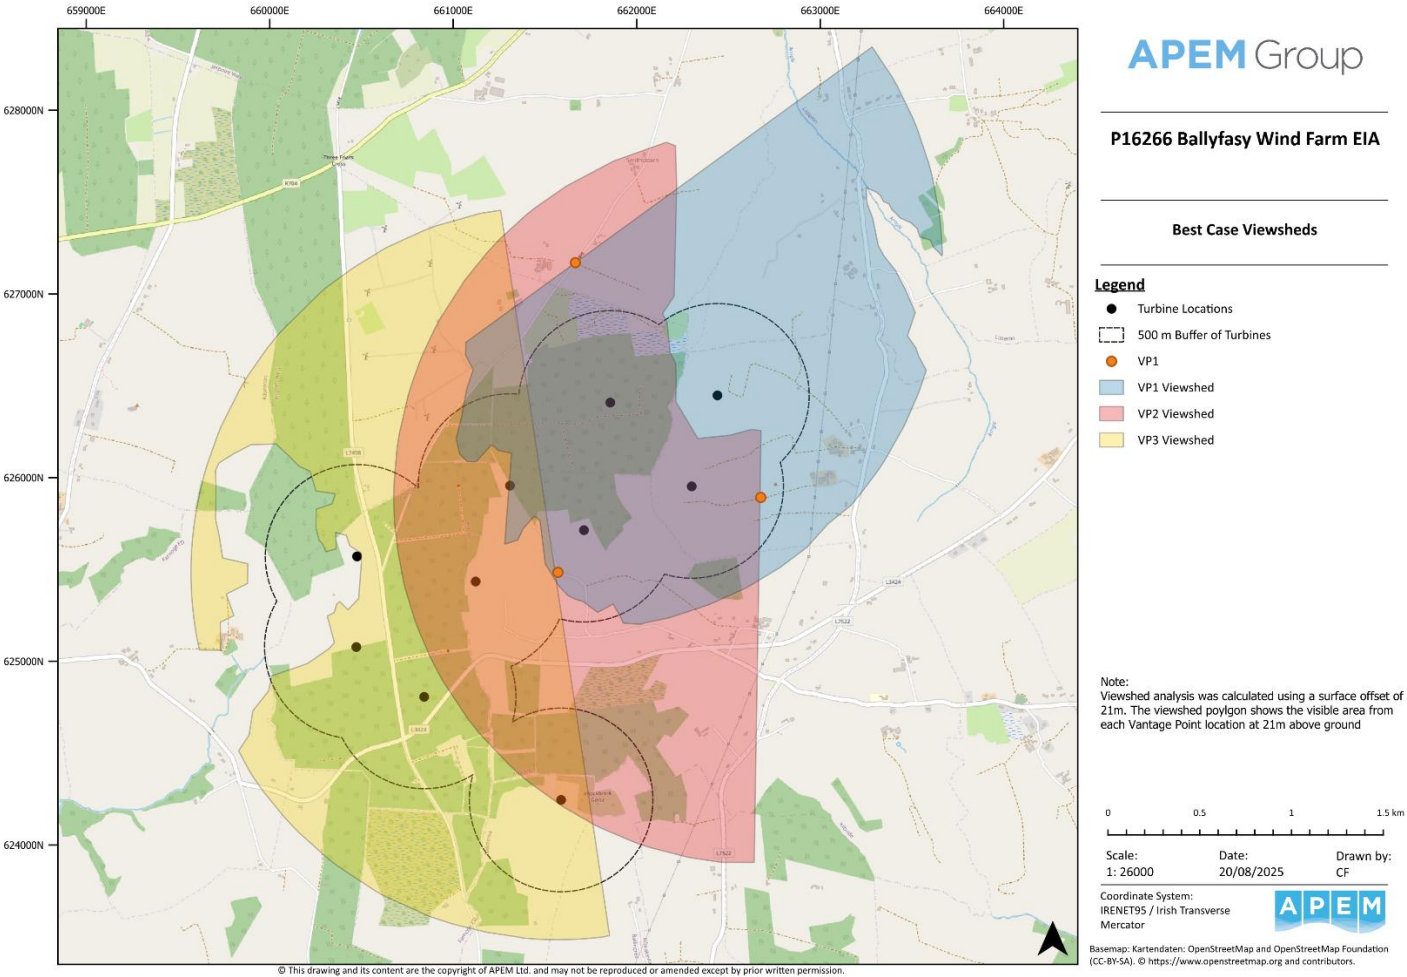 659000E 660000E 661000E 662000E 663000E 664000E
628000N
627000N
626000N
625000N
624000N
R704
L7458
L3424
L7522
L3424
L7522
APEM Group
P16266 Ballyfasy Wind Farm EIA
Best Case Viewsheds
Legend
Turbine Locations
500 m Buffer of Turbines
VP1
VP1 Viewshed
VP2 Viewshed
VP3 Viewshed
Note:
Viewshed analysis was calculated using a surface offset of
21m. The viewshed poylgon shows the visible area from
each Vantage Point location at 21m above ground
0 0.5 1 1.5 km
Scale: Date: Drawn by:
1: 26000 20/08/2025 CF
Coordinate System:
IRENET95 / Irish Transverse
Mercator
APEM
Basemap: Kartendaten: OpenStreetMap and OpenStreetMap Foundation
(CC-BY-SA). © https://www.openstreetmap.org and contributors.
© This drawing and its content are the copyright of APEM Ltd. and may not be reproduced or amended except by prior written permission.